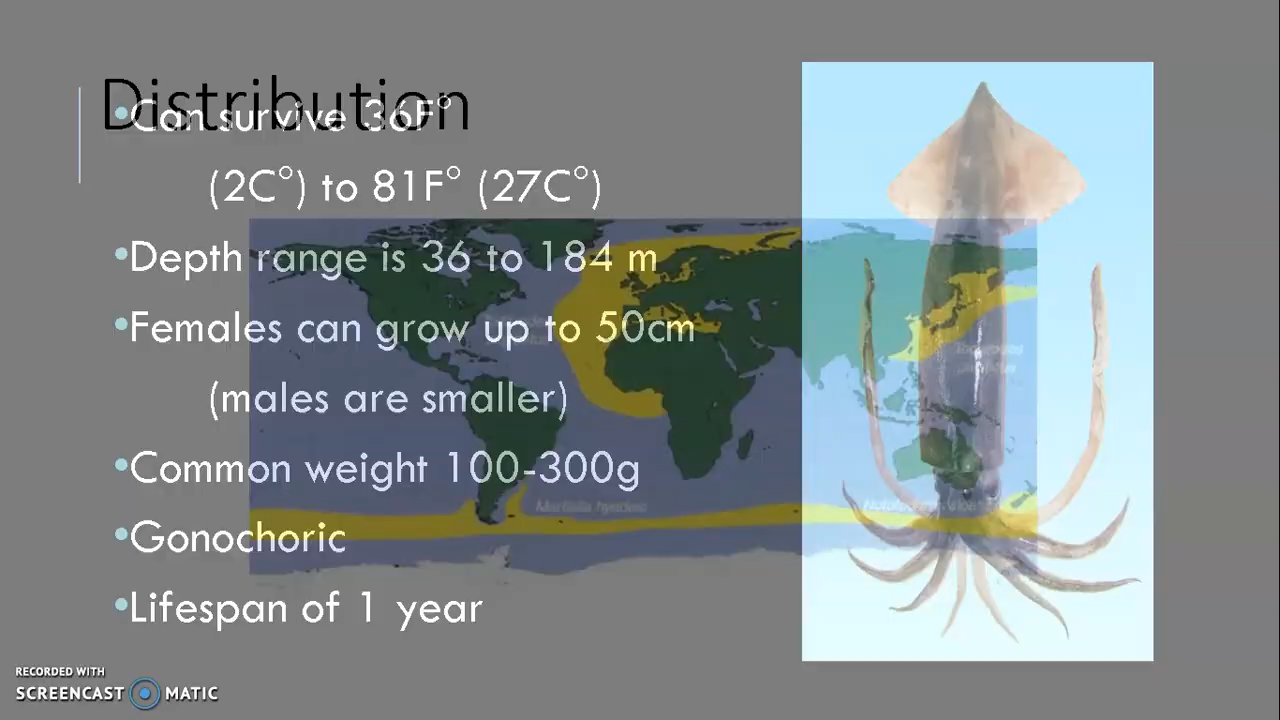 Distribution
•Can survive 36F°
(2C°) to 81F° (27C°)
•Depth range is 36 to 184 m
•Females can grow up to 50cm
(males are smaller)
•Common weight 100-300g
•Gonochoric
•Lifespan of 1 year
RECORDED WITH
SCREENCAST MATIC